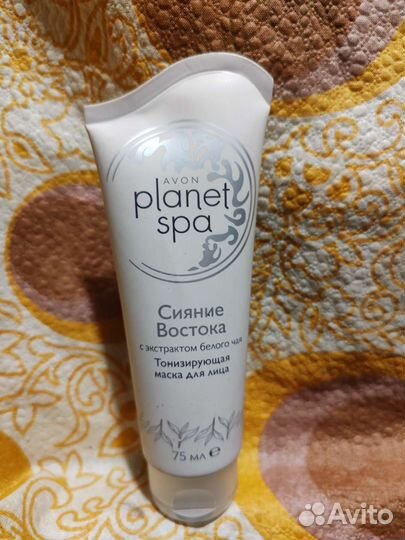 AVON
planet
spa
Сияние
Востока
с экстрактом белого чая
Тонизирующая
маска для лица
75 мл e
Avito